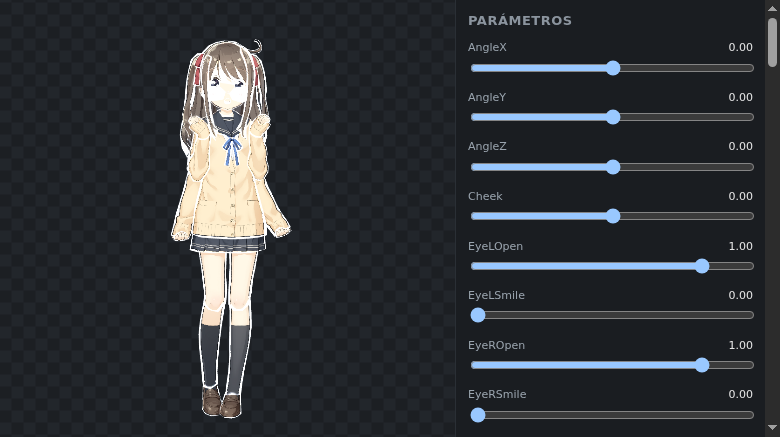 PARÁMETROS
AngleX 0.00
AngleY 0.00
AngleZ 0.00
Cheek 0.00
EyeLOpen 1.00
EyeLSmile 0.00
EyeROpen 1.00
EyeRSmile 0.00